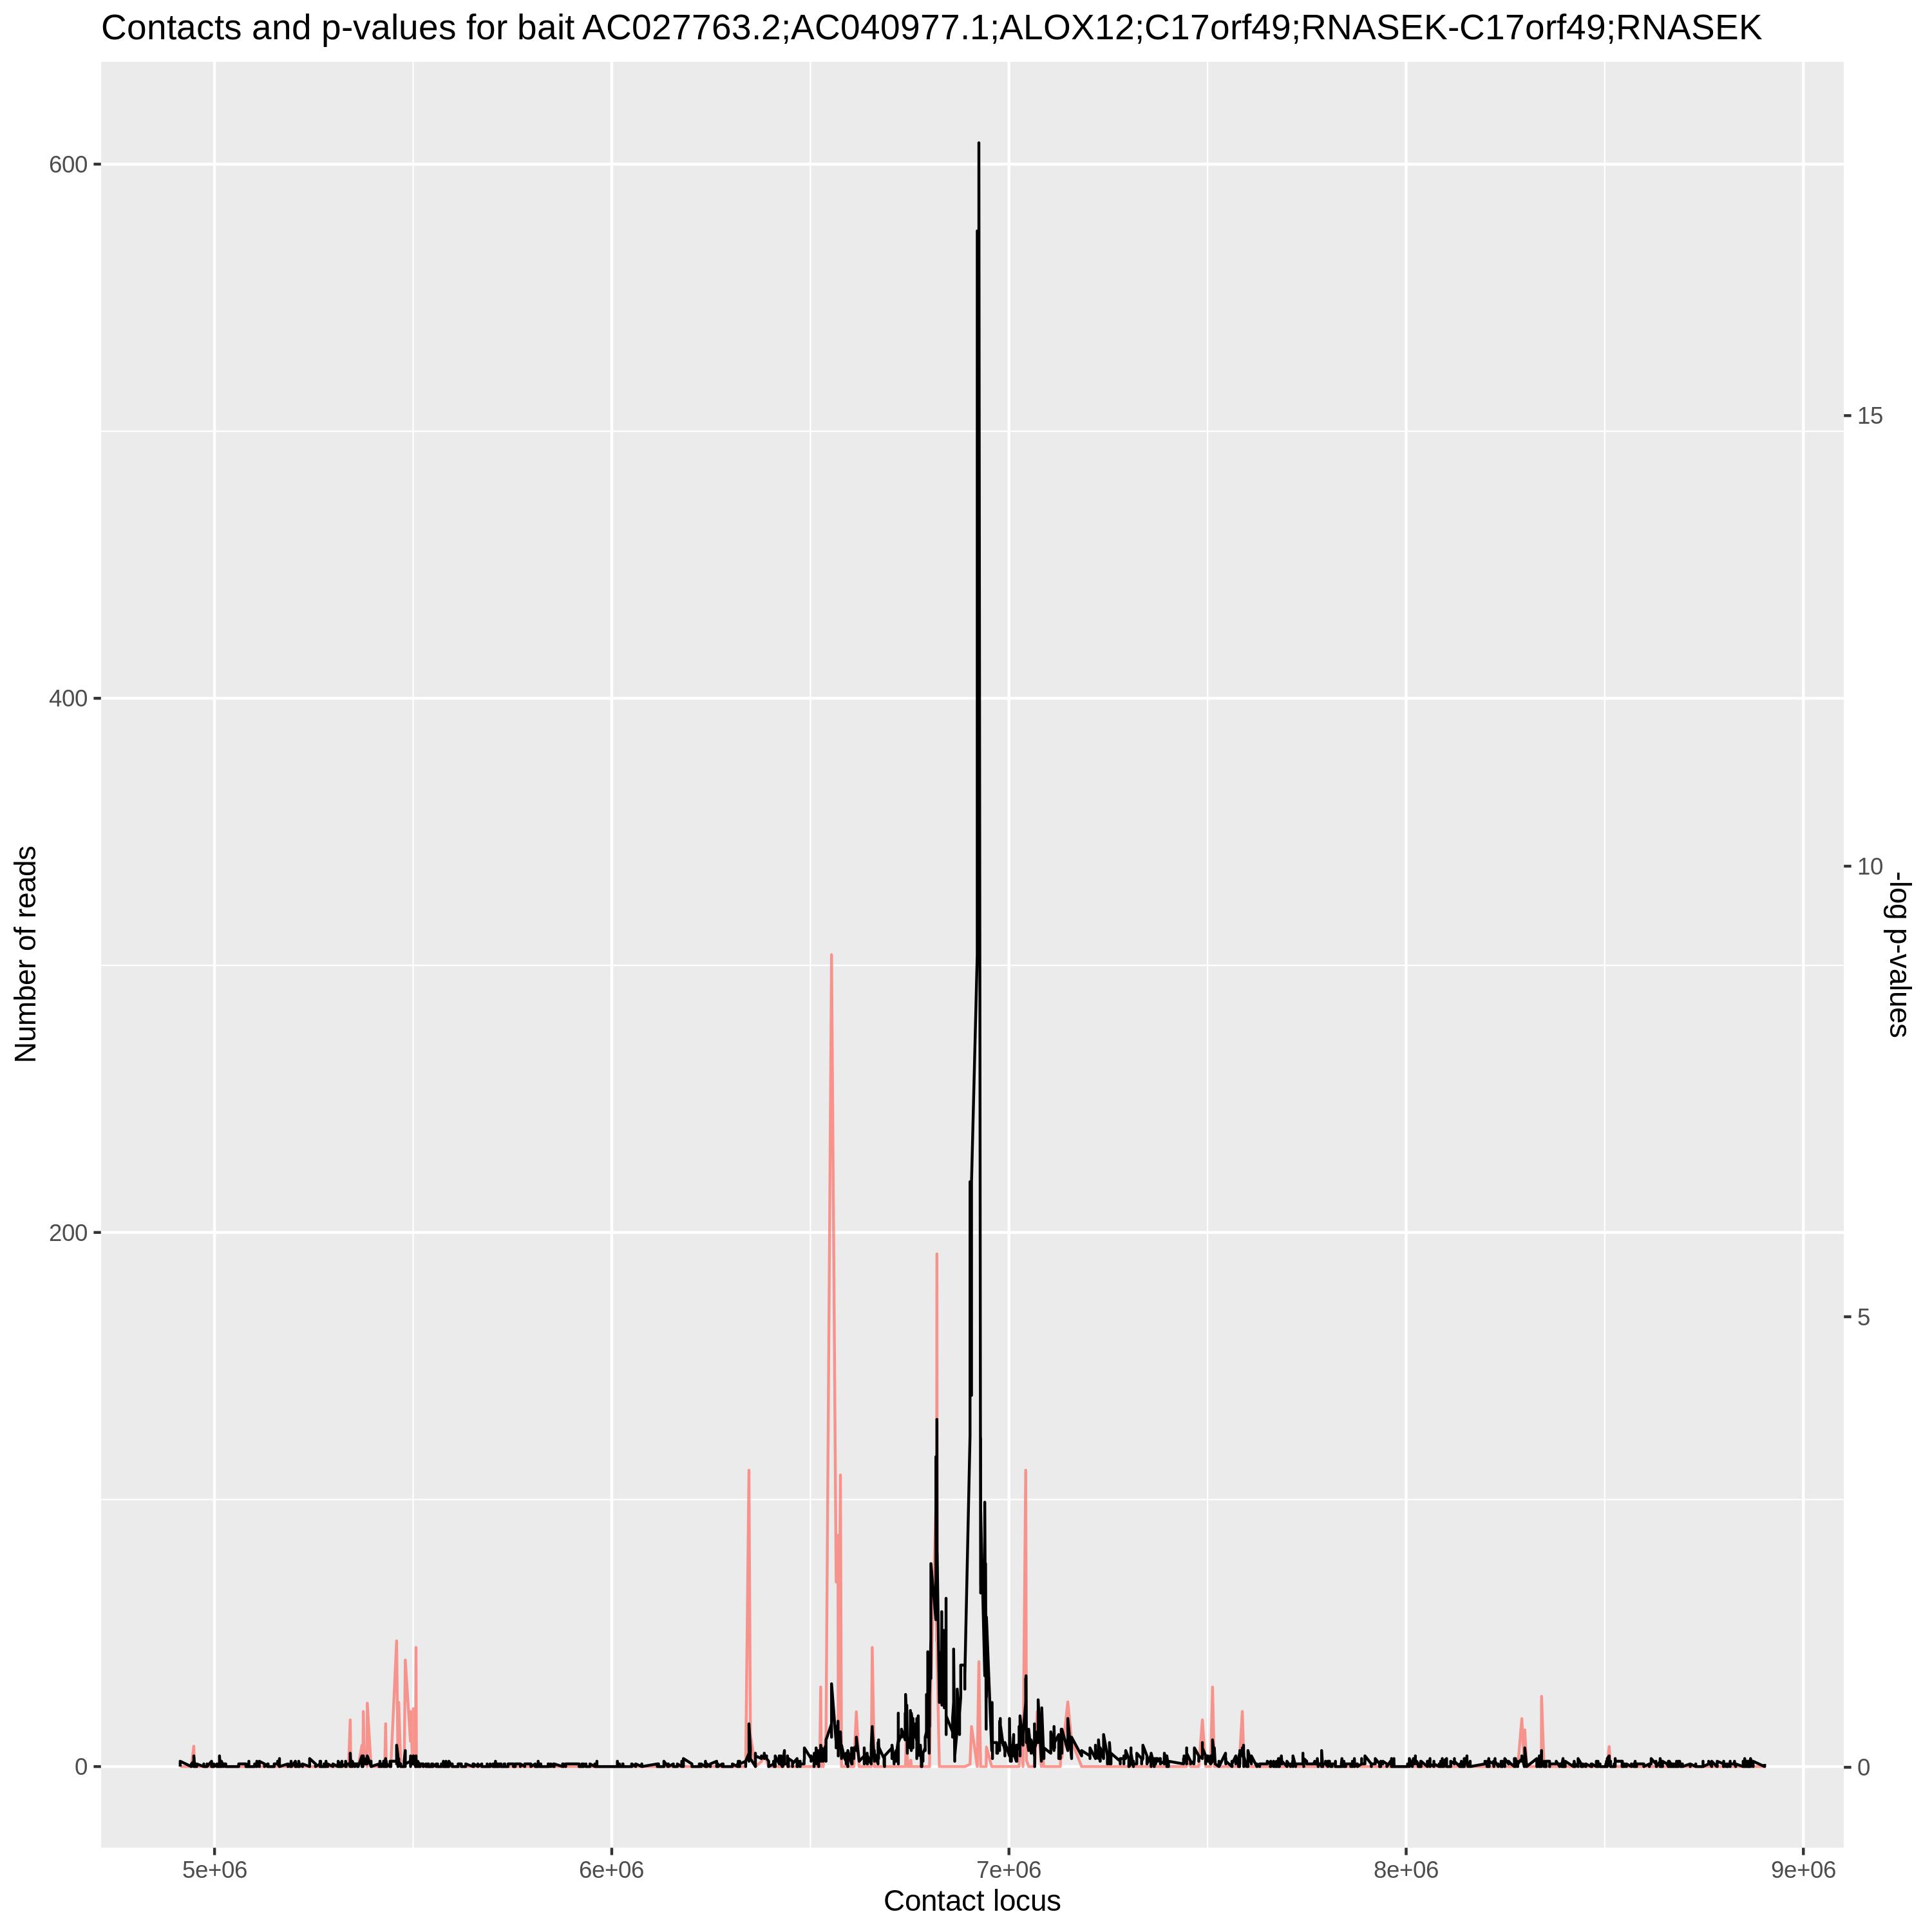 Contacts and p-values for bait AC027763.2;AC040977.1;ALOX12;C17orf49;RNASEK-C17orf49;RNASEK
600
400
200
0
Number of reads
15
10
5
0
-log p-values
5e+06
6e+06
7e+06
8e+06
9e+06
Contact locus